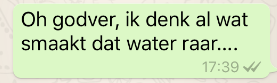 Oh godver, ik denk al wat
smaakt dat water raar....
17:39